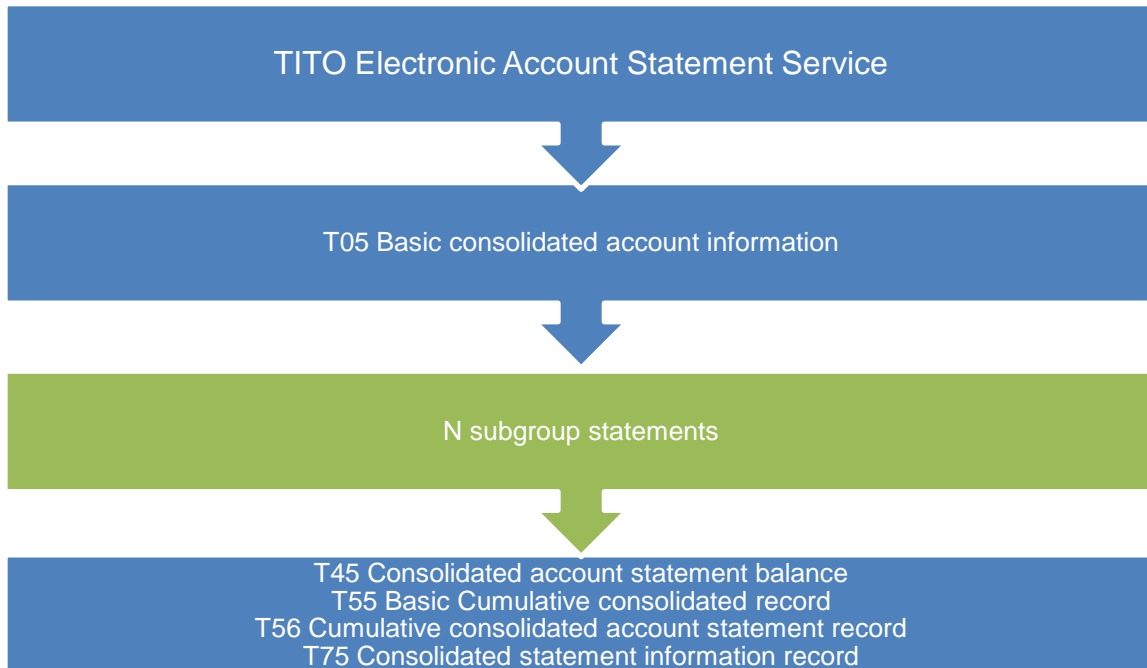 TITO Electronic Account Statement Service
T05 Basic consolidated account information
N subgroup statements
T45 Consolidated account statement balance
T55 Basic Cumulative consolidated record
T56 Cumulative consolidated account statement record
T75 Consolidated statement information record